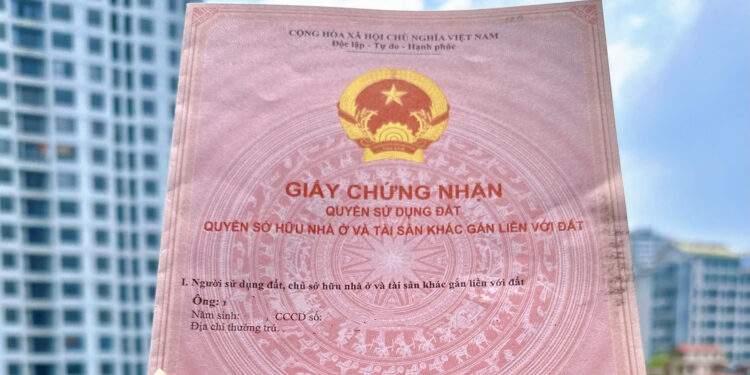 CỘNG HÒA XÃ HỘI CHỦ NGHĨA VIỆT NAM
Độc lập - Tự do - Hạnh phúc
GIẤY CHỨNG NHẬN
QUYỀN SỬ DỤNG ĐẤT
QUYỀN SỞ HỮU NHÀ Ở VÀ TÀI SẢN KHÁC GẮN LIỀN VỚI ĐẤT
I. Người sử dụng đất, chủ sở hữu nhà ở và tài sản khác gắn liền với đất
Ông:
Năm sinh: , CCCD số:
Địa chỉ thường trú: